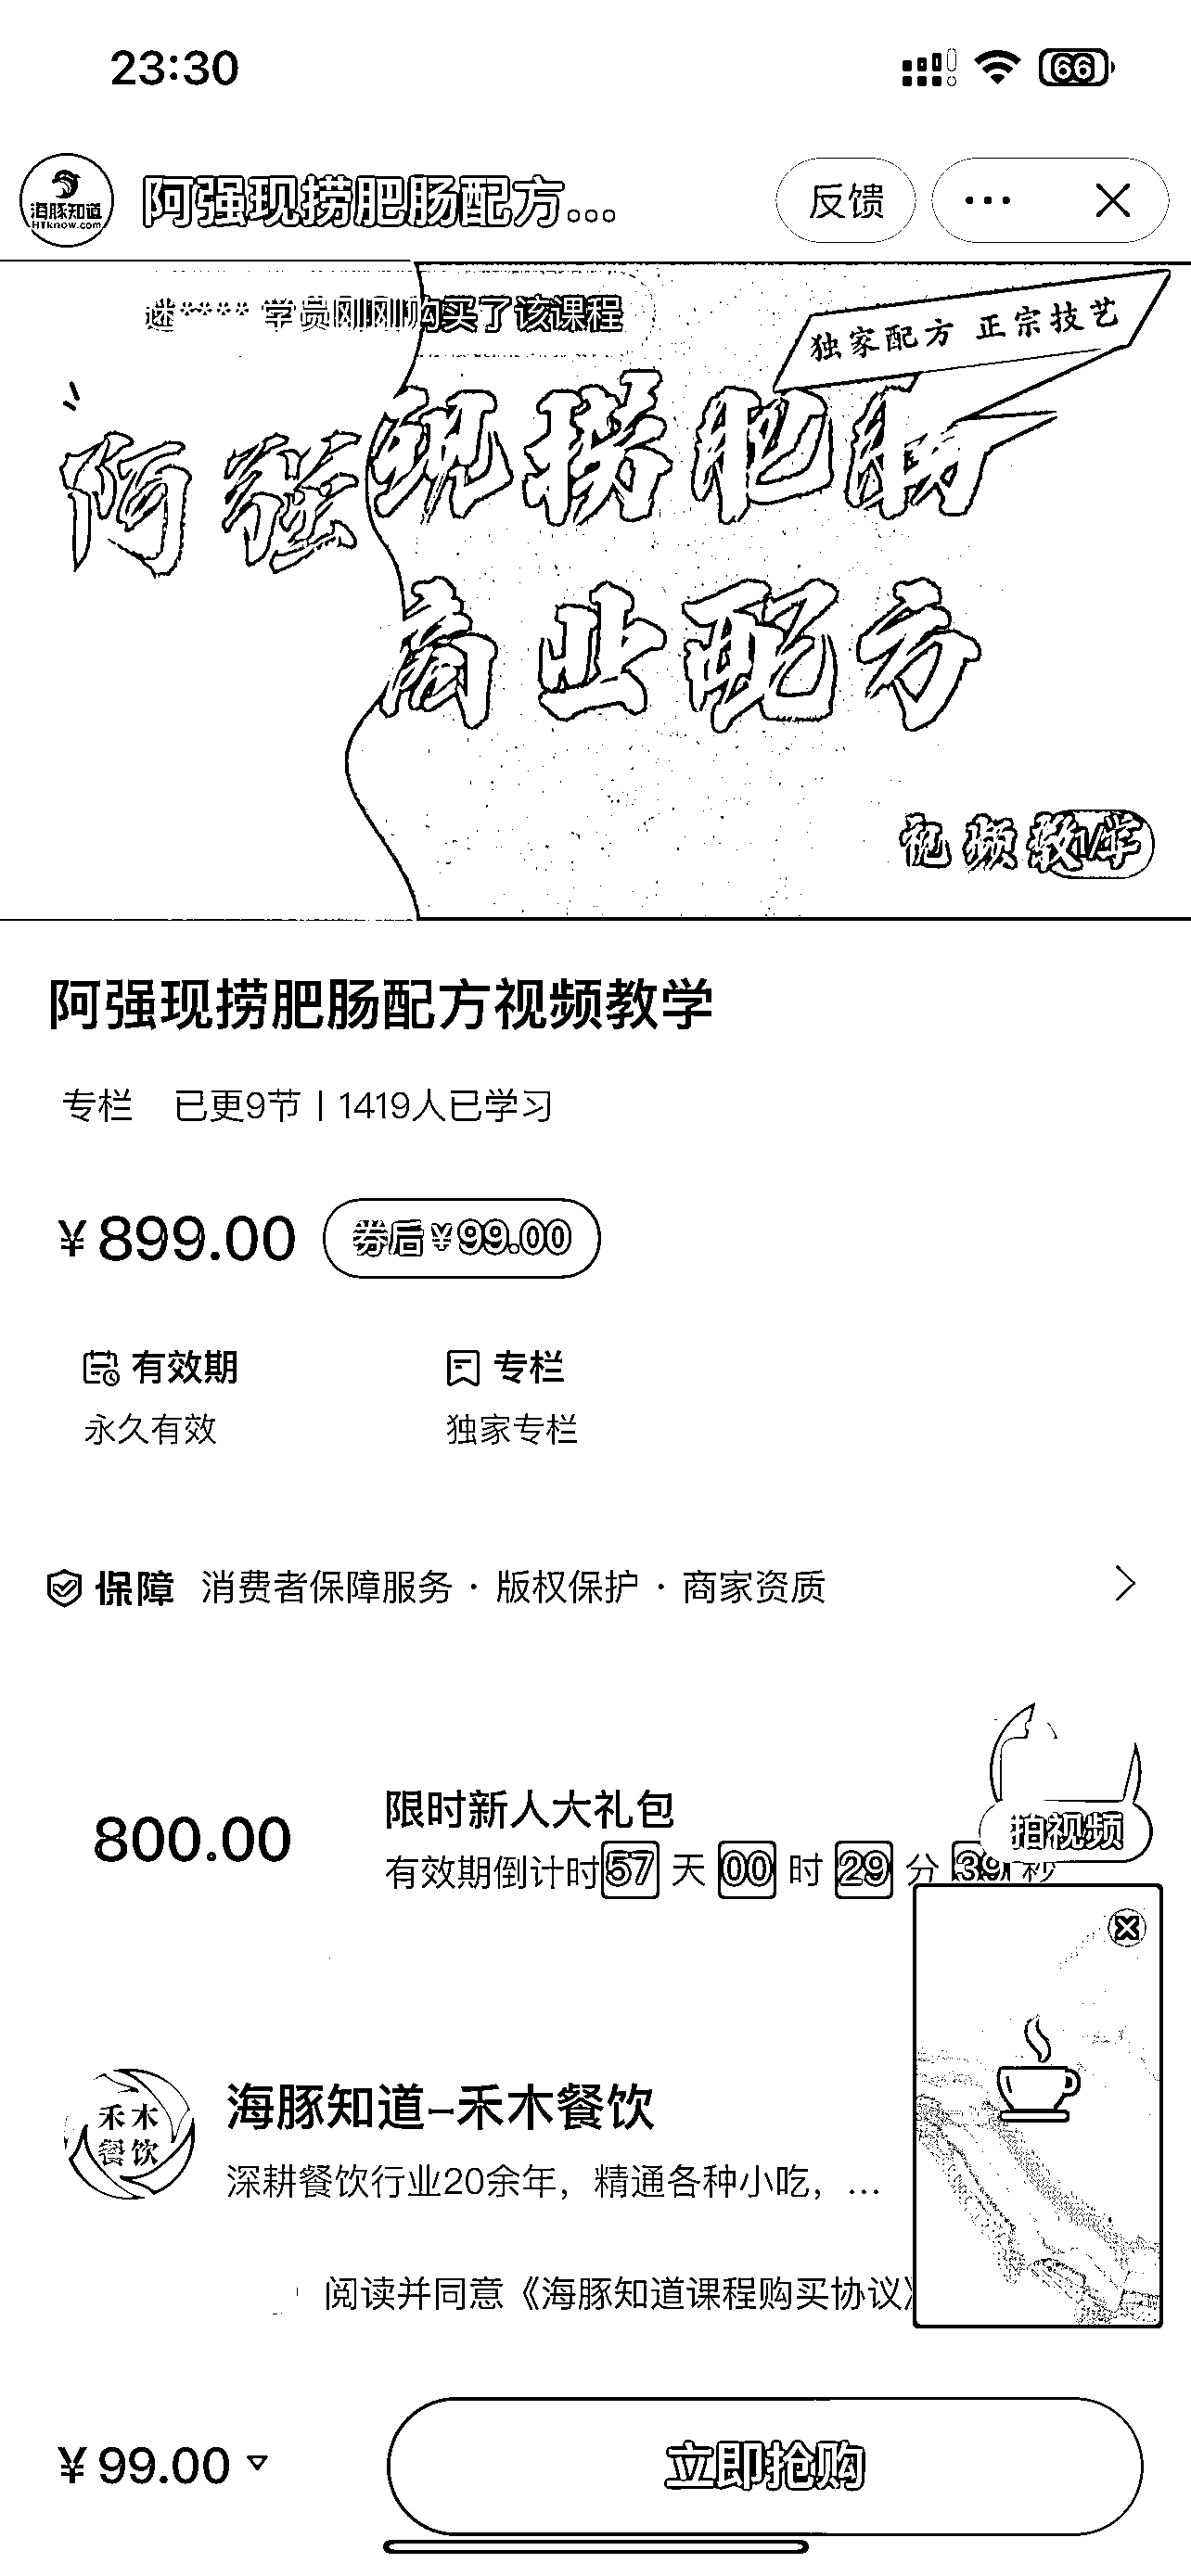 23:30
66
海豚知道
HTknow.com
阿强现捞肥肠配方...
反馈
迷**** 学员刚刚购买了该课程
独家配方 正宗技艺
阿强现捞肥肠
商业配方
视频教学
阿强现捞肥肠配方视频教学
专栏 已更9节 | 1419人已学习
¥899.00 券后¥99.00
有效期 专栏
永久有效 独家专栏
保障 消费者保障服务 · 版权保护 · 商家资质
800.00
限时新人大礼包
拍视频
有效期倒计时57天00时29分39秒
禾木
餐饮
海豚知道-禾木餐饮
深耕餐饮行业20余年，精通各种小吃，...
阅读并同意《海豚知道课程购买协议》
¥99.00
立即抢购